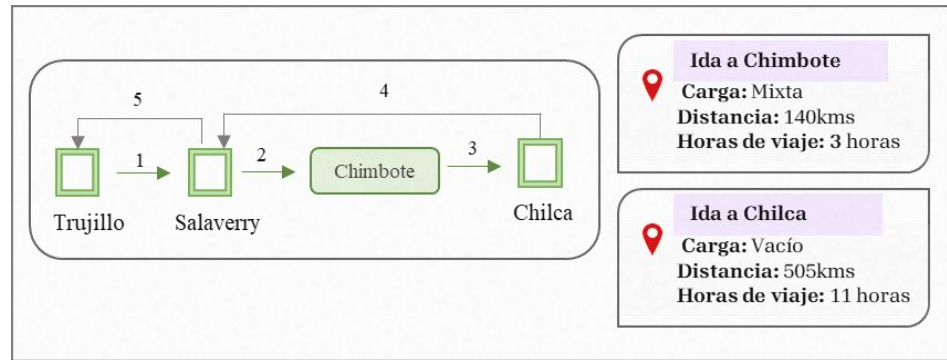 5
4
1
2
3
Chimbote
Trujillo
Salaverry
Chilca
Ida a Chimbote
Carga: Mixta
Distancia: 140kms
Horas de viaje: 3 horas
Ida a Chilca
Carga: Vacío
Distancia: 505kms
Horas de viaje: 11 horas